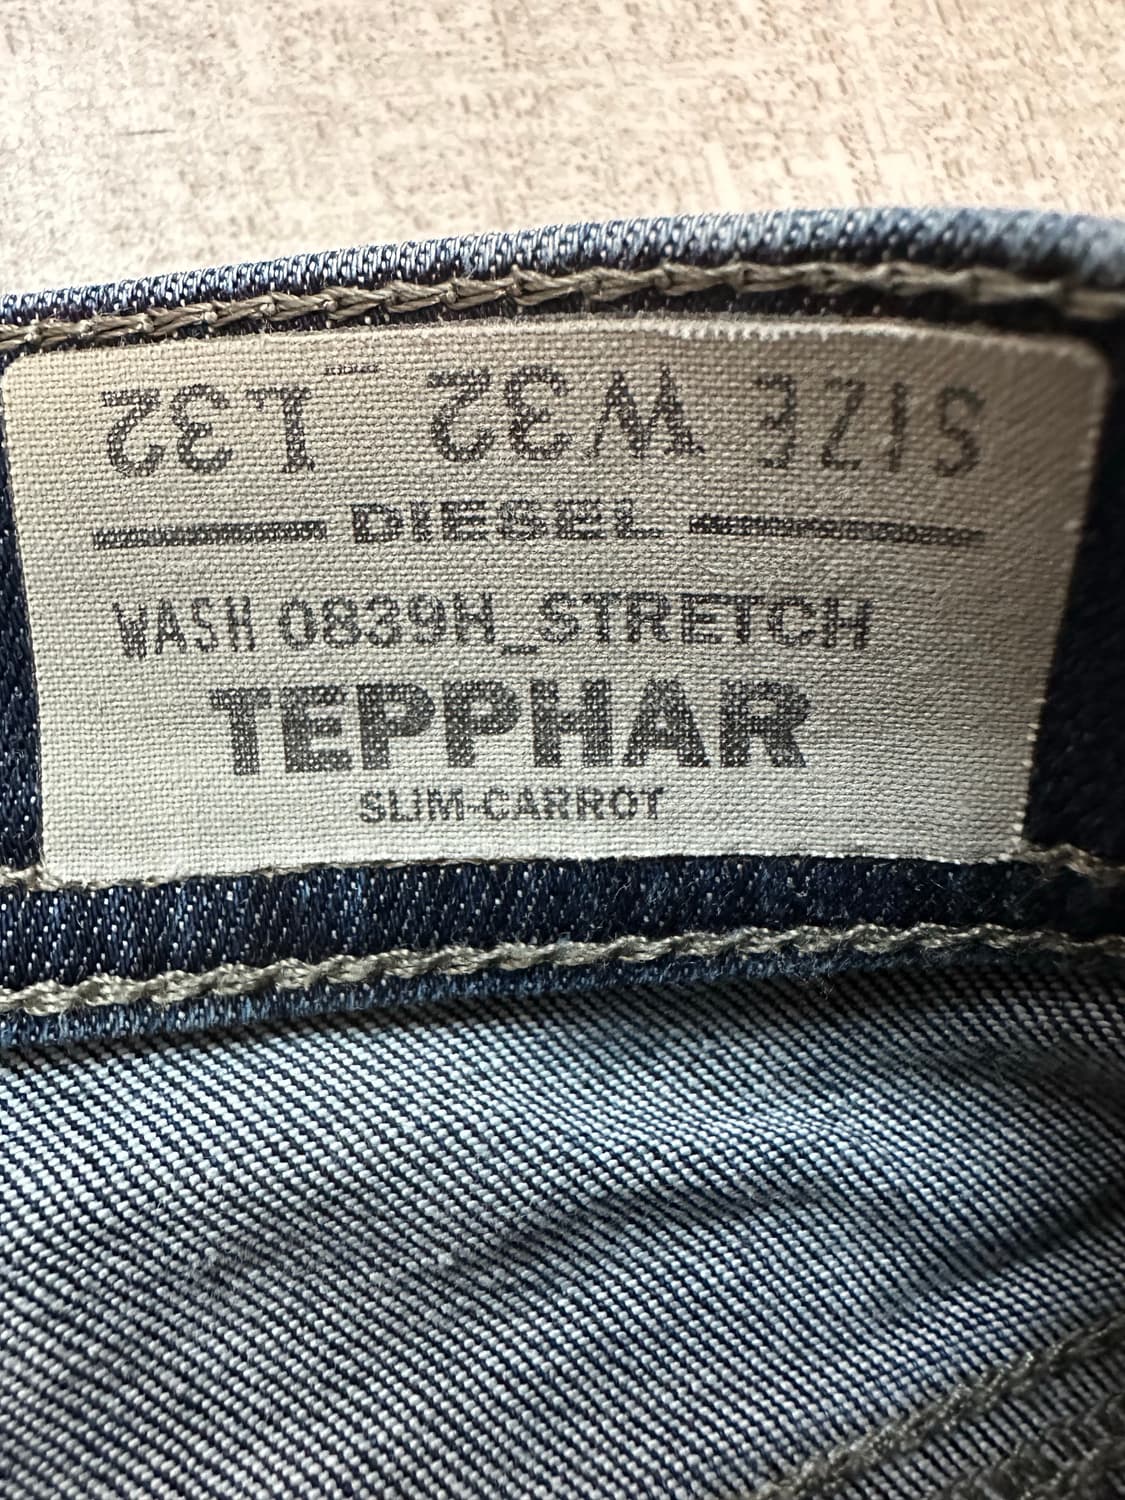 SIZE W32 L32
DIESEL
WASH 0839H_STRETCH
TEPPHAR
SLIM-CARROT